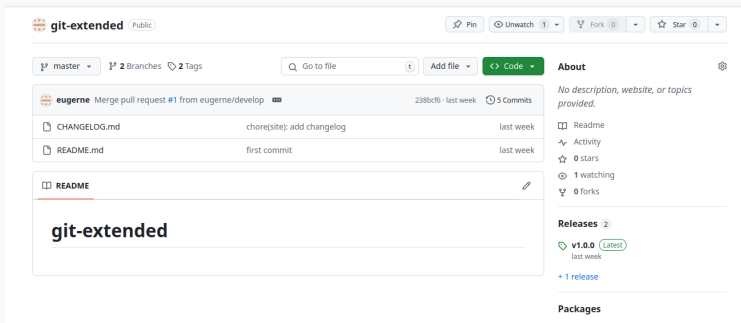 git-extended Public
Pin
Unwatch 1
Fork 0
Star 0
master
2 Branches
2 Tags
Go to file
t
Add file
Code
eugerne Merge pull request #1 from eugerne/develop
238bcf6 · last week
5 Commits
CHANGELOG.md chore(site): add changelog last week
README.md first commit last week
README
git-extended
About
No description, website, or topics
provided.
Readme
Activity
0 stars
1 watching
0 forks
Releases 2
v1.0.0 Latest
last week
+ 1 release
Packages